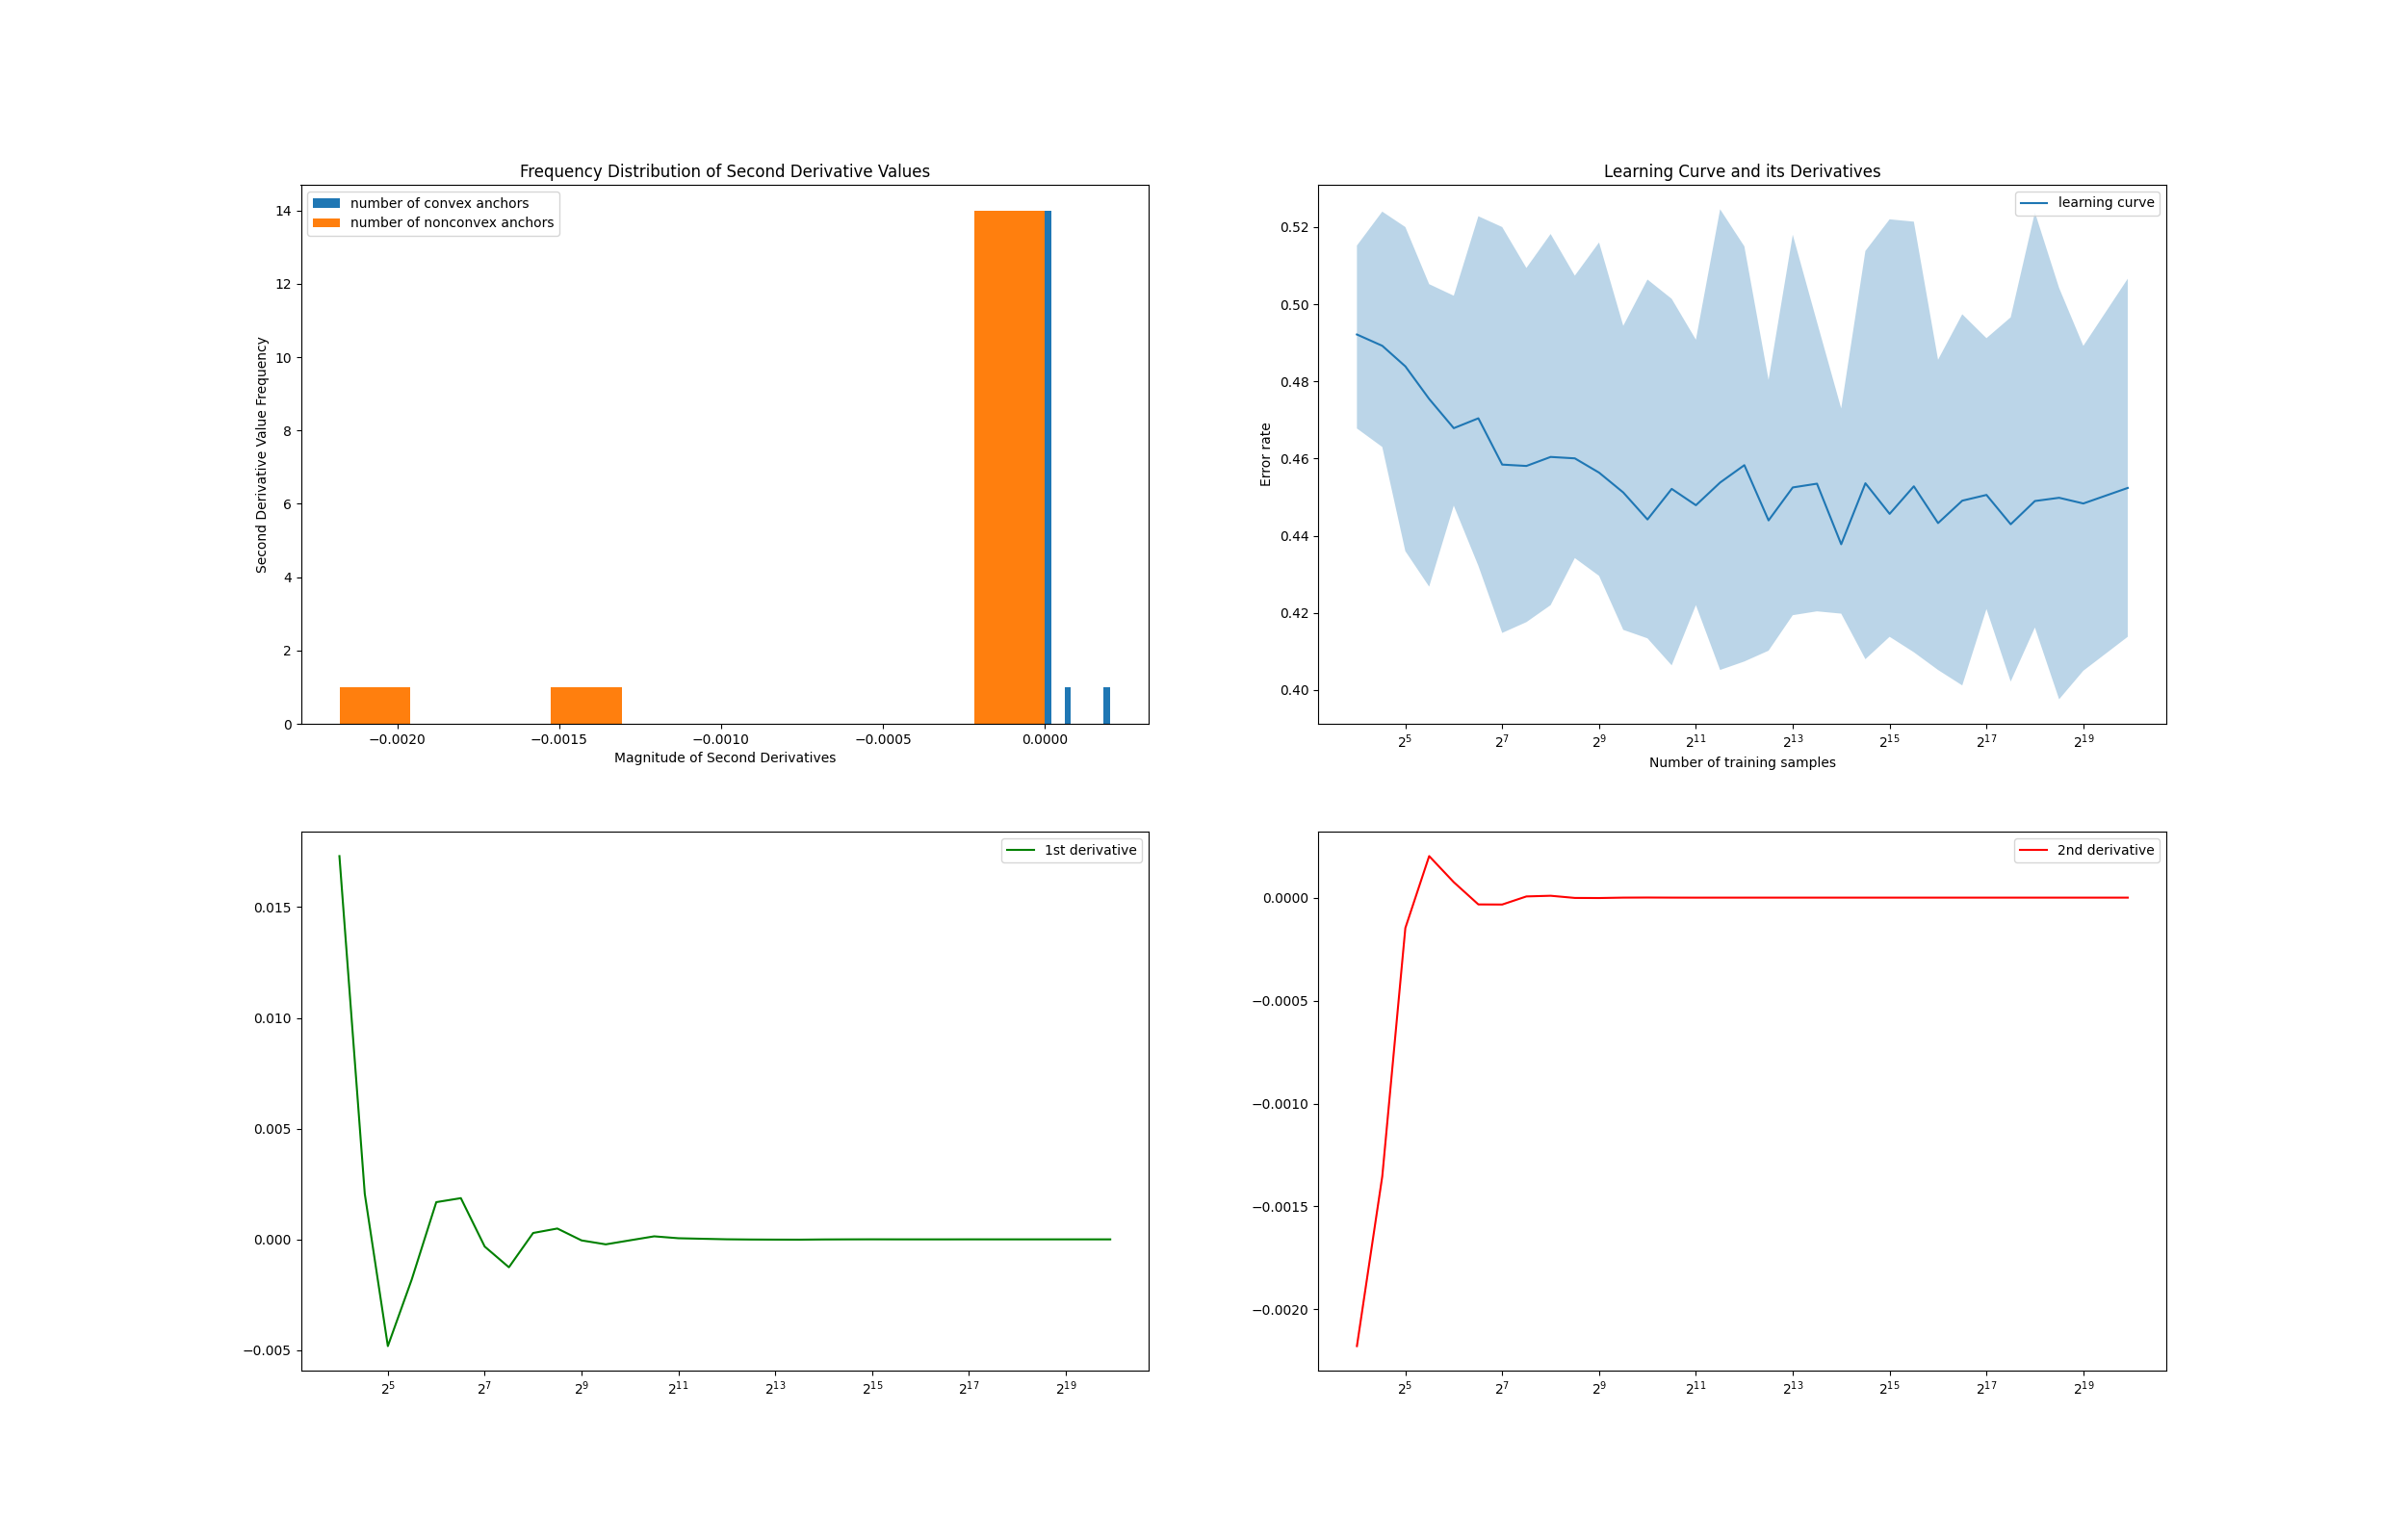 Frequency Distribution of Second Derivative Values
number of convex anchors
number of nonconvex anchors
14
12
10
8
6
4
2
0
Second Derivative Value Frequency
−0.0020 −0.0015 −0.0010 −0.0005 0.0000
Magnitude of Second Derivatives
Learning Curve and its Derivatives
learning curve
0.52
0.50
0.48
0.46
0.44
0.42
0.40
Error rate
2^5 2^7 2^9 2^11 2^13 2^15 2^17 2^19
Number of training samples
1st derivative
0.015
0.010
0.005
0.000
−0.005
2^5 2^7 2^9 2^11 2^13 2^15 2^17 2^19
2nd derivative
0.0000
−0.0005
−0.0010
−0.0015
−0.0020
2^5 2^7 2^9 2^11 2^13 2^15 2^17 2^19